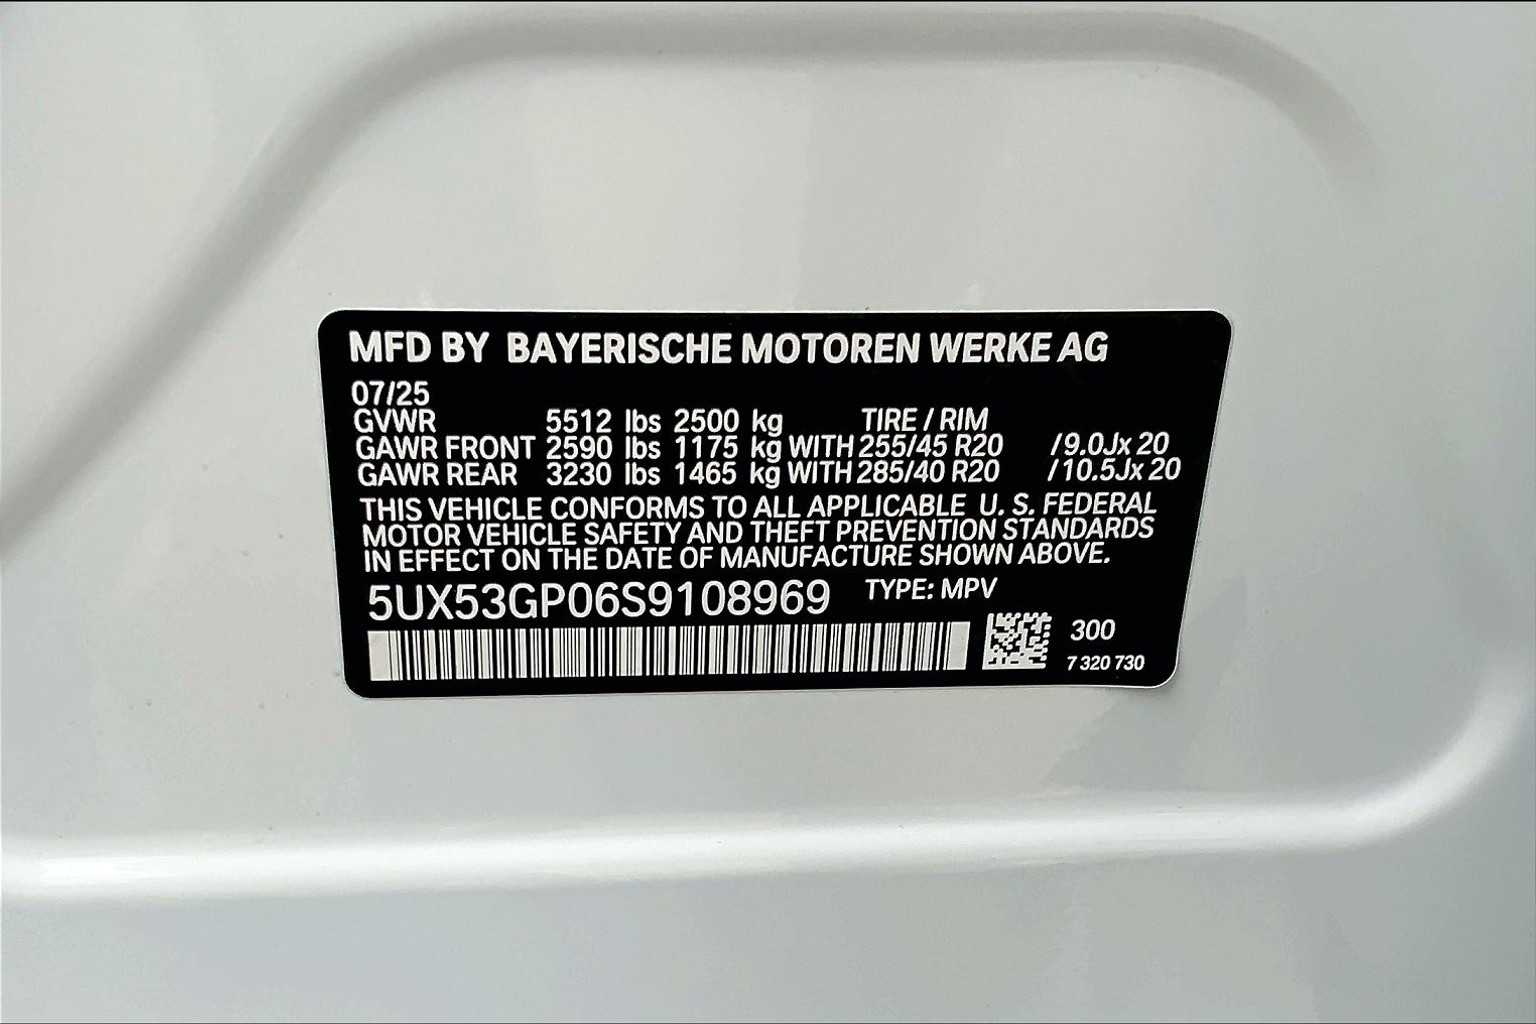 MFD BY BAYERISCHE MOTOREN WERKE AG
07/25
GVWR 5512 lbs 2500 kg TIRE / RIM
GAWR FRONT 2590 lbs 1175 kg WITH 255/45 R20 /9.0Jx 20
GAWR REAR 3230 lbs 1465 kg WITH 285/40 R20 /10.5Jx 20
THIS VEHICLE CONFORMS TO ALL APPLICABLE U. S. FEDERAL
MOTOR VEHICLE SAFETY AND THEFT PREVENTION STANDARDS
IN EFFECT ON THE DATE OF MANUFACTURE SHOWN ABOVE.
5UX53GP06S9108969 TYPE: MPV
300
7 320 730